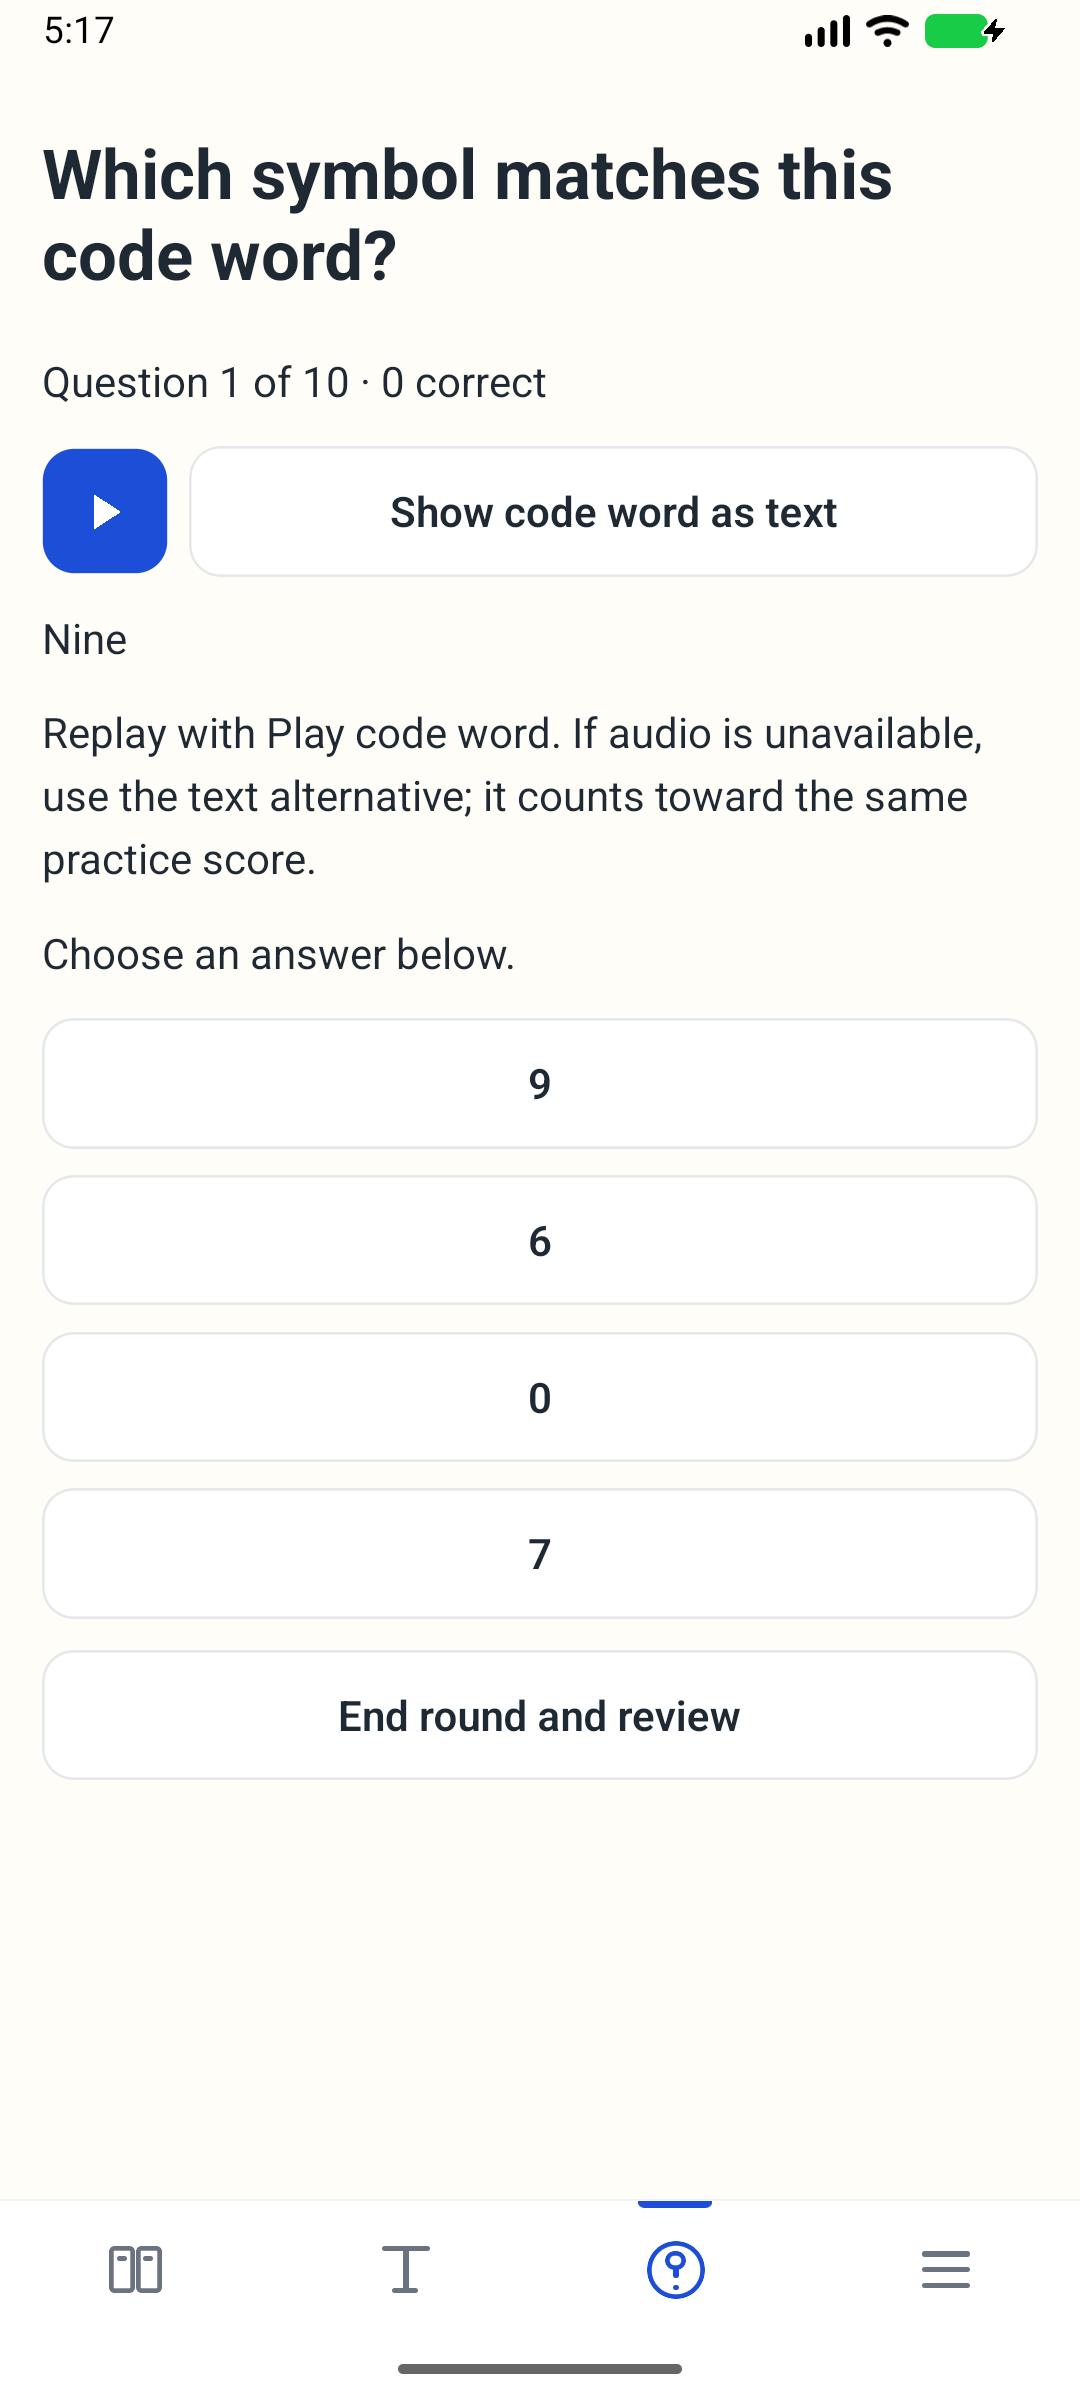 5:17
Which symbol matches this
code word?
Question 1 of 10 · 0 correct
Show code word as text
Nine
Replay with Play code word. If audio is unavailable,
use the text alternative; it counts toward the same
practice score.
Choose an answer below.
9
6
0
7
End round and review